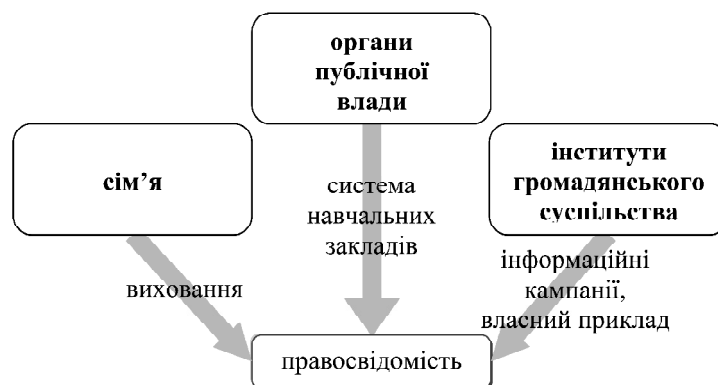 органи
публічної
влади
сім’я
інститути
громадянського
суспільства
система
навчальних
закладів
виховання
інформаційні
кампанії,
власний приклад
правосвідомість